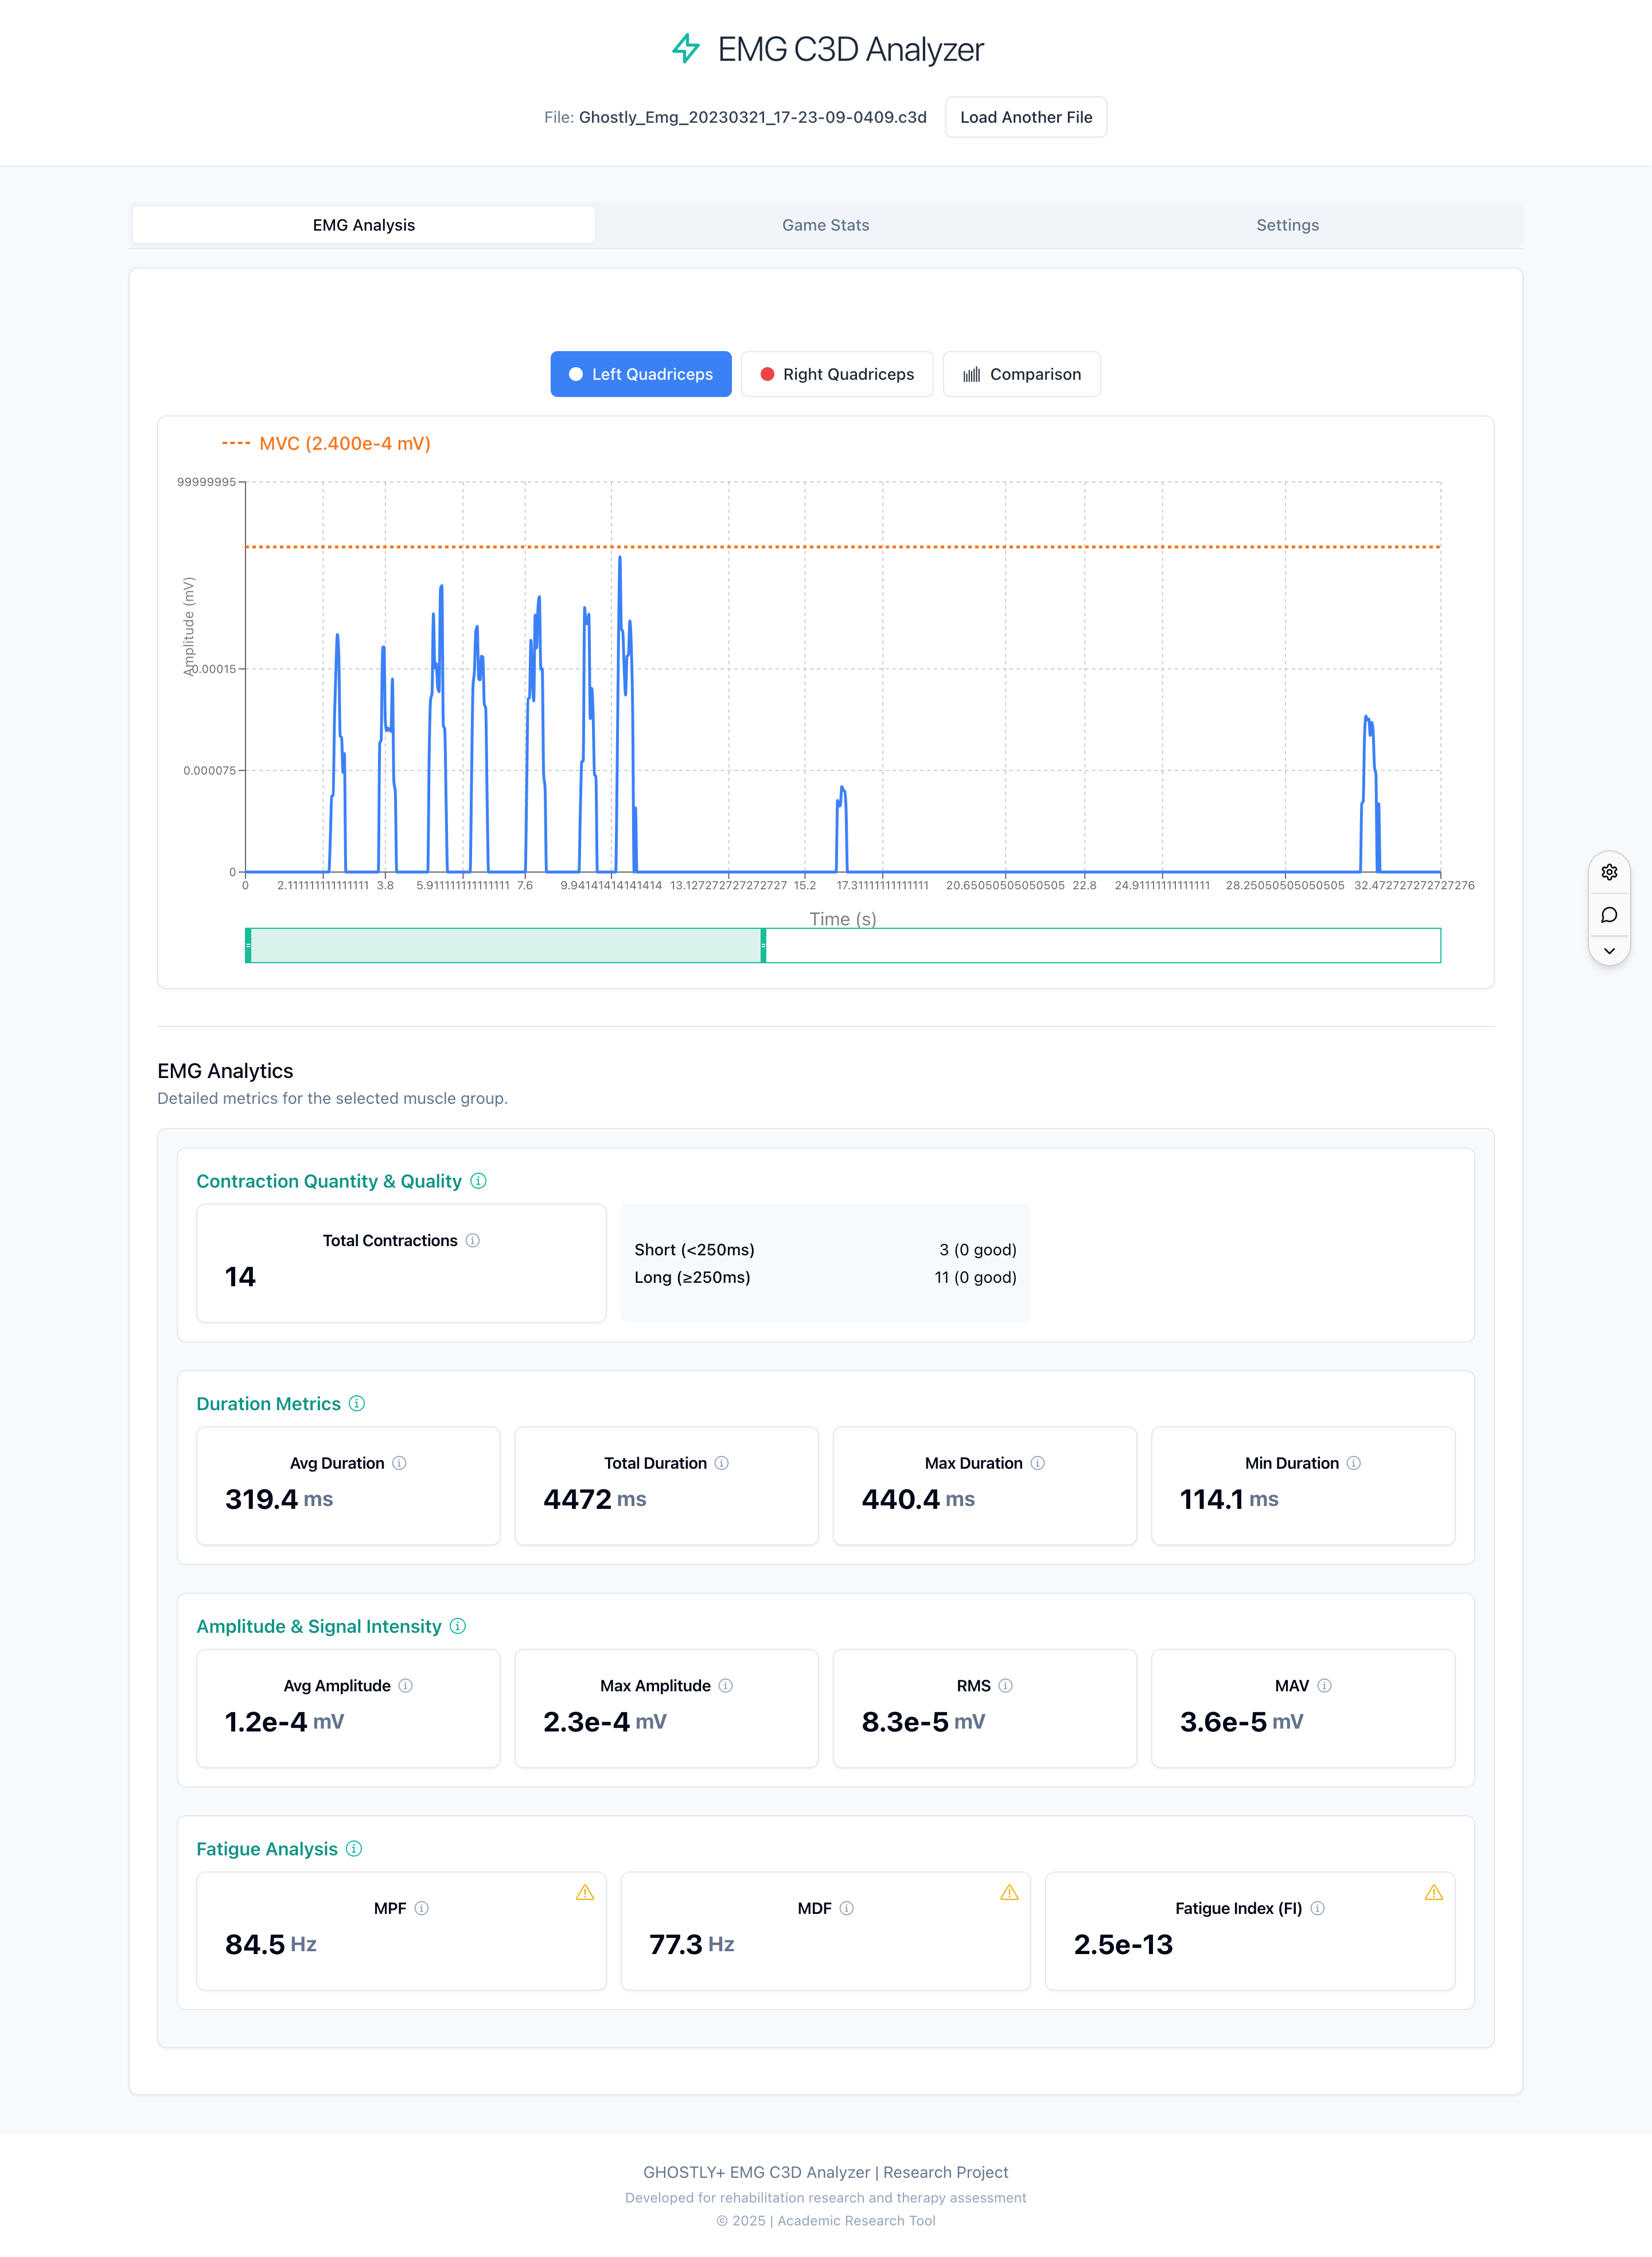 EMG C3D Analyzer
File: Ghostly_Emg_20230321_17-23-09-0409.c3d Load Another File
EMG Analysis Game Stats Settings
Left Quadriceps Right Quadriceps Comparison
MVC (2.400e-4 mV)
99999995
Amplitude (mV)
0.00015
0.000075
0
0 2.111111111111111 3.8 5.911111111111111 7.6 9.94141414141414 13.127272727272727 15.2 17.31111111111111 20.65050505050505 22.8 24.91111111111111 28.25050505050505 32.472727272727276
Time (s)
EMG Analytics
Detailed metrics for the selected muscle group.
Contraction Quantity & Quality
Total Contractions
14
Short (<250ms) 3 (0 good)
Long (≥250ms) 11 (0 good)
Duration Metrics
Avg Duration Total Duration Max Duration Min Duration
319.4 ms 4472 ms 440.4 ms 114.1 ms
Amplitude & Signal Intensity
Avg Amplitude Max Amplitude RMS MAV
1.2e-4 mV 2.3e-4 mV 8.3e-5 mV 3.6e-5 mV
Fatigue Analysis
MPF MDF Fatigue Index (FI)
84.5 Hz 77.3 Hz 2.5e-13
GHOSTLY+ EMG C3D Analyzer | Research Project
Developed for rehabilitation research and therapy assessment
© 2025 | Academic Research Tool